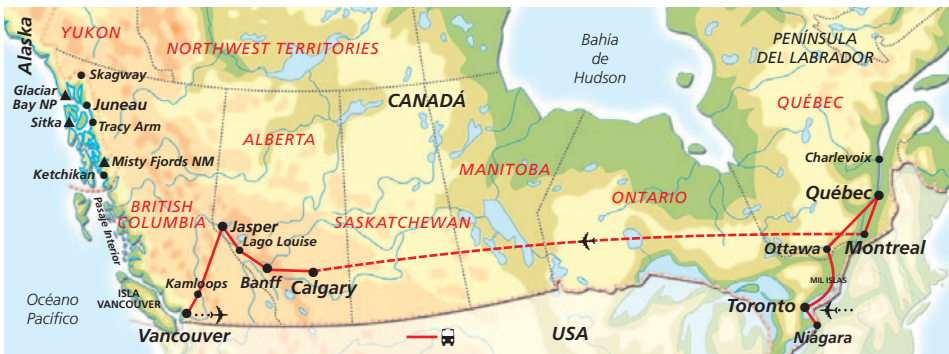 YUKON
NORTHWEST TERRITORIES
Alaska
Skagway
Glaciar
Bay NP
Juneau
Sitka
Tracy Arm
Misty Fjords NM
Ketchikan
Pasaje Interior
BRITISH
COLUMBIA
ALBERTA
CANADÁ
SASKATCHEWAN
MANITOBA
ONTARIO
Bahía
de
Hudson
PENÍNSULA
DEL LABRADOR
QUÉBEC
Charlevoix
Québec
Montreal
Ottawa
MIL ISLAS
Toronto
Niágara
Jasper
Lago Louise
Banff
Calgary
Kamloops
ISLA
VANCOUVER
Vancouver
Océano
Pacífico
USA